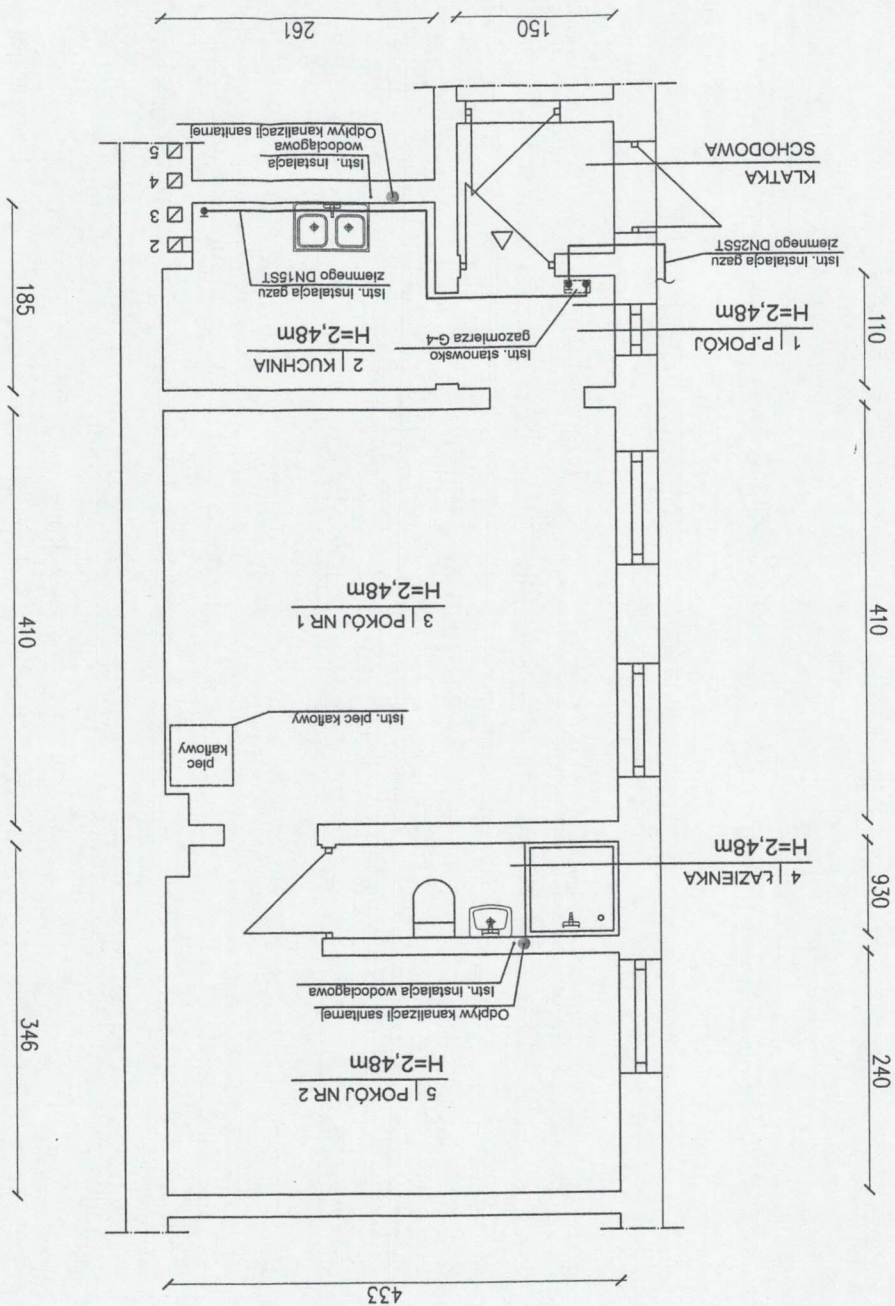 433
240
930
410
110
346
410
185
5 | POKÓJ NR 2
H=2,48m
Odpływ kanalizacji sanitarnej
Istn. instalacja wodociągowa
4 | ŁAZIENKA
H=2,48m
piec
kaflowy
Istn. piec kaflowy
3 | POKÓJ NR 1
H=2,48m
1 | P.POKÓJ
H=2,48m
Istn. stanowisko
gazomierza G-4
2 | KUCHNIA
H=2,48m
Istn. instalacja gazu
ziemnego DN25ST
Istn. instalacja gazu
ziemnego DN15ST
KLATKA
SCHODOWA
Istn. instalacja
wodociągowa
Odpływ kanalizacji sanitarnej
2
3
4
5
150
261